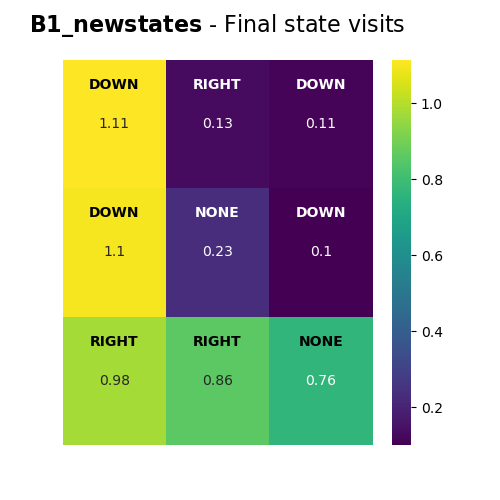 B1_newstates - Final state visits
DOWN RIGHT DOWN
1.11 0.13 0.11
DOWN NONE DOWN
1.1 0.23 0.1
RIGHT RIGHT NONE
0.98 0.86 0.76
1.0
0.8
0.6
0.4
0.2